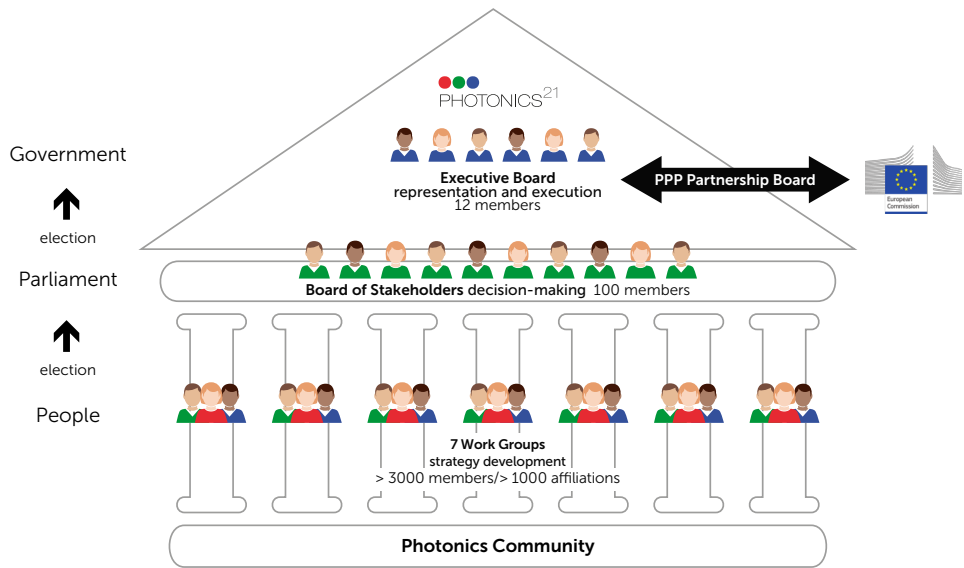 PHOTONICS21
Government
Executive Board
representation and execution
12 members
PPP Partnership Board
European
Commission
election
Parliament
Board of Stakeholders decision-making 100 members
election
People
7 Work Groups
strategy development
> 3000 members/> 1000 affiliations
Photonics Community